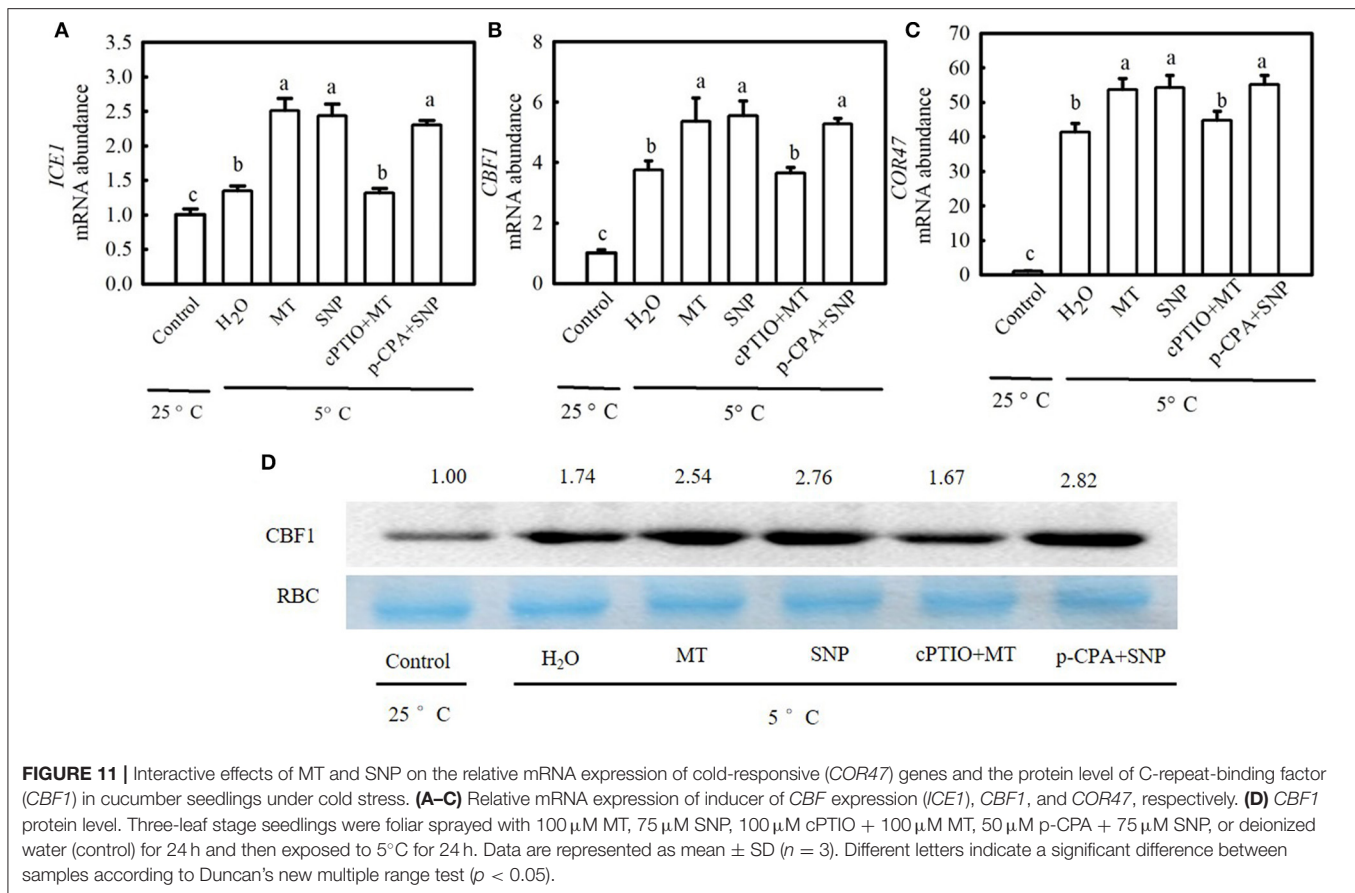 A
3.5
3.0
2.5
2.0
1.5
1.0
0.5
0.0
ICE1
mRNA abundance
c
b
a
a
b
a
Control
H₂O
MT
SNP
cPTIO+MT
p-CPA+SNP
25 ° C
5° C
B
8
6
4
2
0
CBF1
mRNA abundance
c
b
a
a
b
a
Control
H₂O
MT
SNP
cPTIO+MT
p-CPA+SNP
25 ° C
5° C
C
70
60
50
40
30
20
10
0
COR47
mRNA abundance
c
b
a
a
b
a
Control
H₂O
MT
SNP
cPTIO+MT
p-CPA+SNP
25 ° C
5° C
D
1.00 1.74 2.54 2.76 1.67 2.82
CBF1
RBC
Control H₂O MT SNP cPTIO+MT p-CPA+SNP
25 ° C 5 ° C
FIGURE 11 | Interactive effects of MT and SNP on the relative mRNA expression of cold-responsive (COR47) genes and the protein level of C-repeat-binding factor
(CBF1) in cucumber seedlings under cold stress. (A–C) Relative mRNA expression of inducer of CBF expression (ICE1), CBF1, and COR47, respectively. (D) CBF1
protein level. Three-leaf stage seedlings were foliar sprayed with 100 μM MT, 75 μM SNP, 100 μM cPTIO + 100 μM MT, 50 μM p-CPA + 75 μM SNP, or deionized
water (control) for 24 h and then exposed to 5°C for 24 h. Data are represented as mean ± SD (n = 3). Different letters indicate a significant difference between
samples according to Duncan's new multiple range test (p < 0.05).